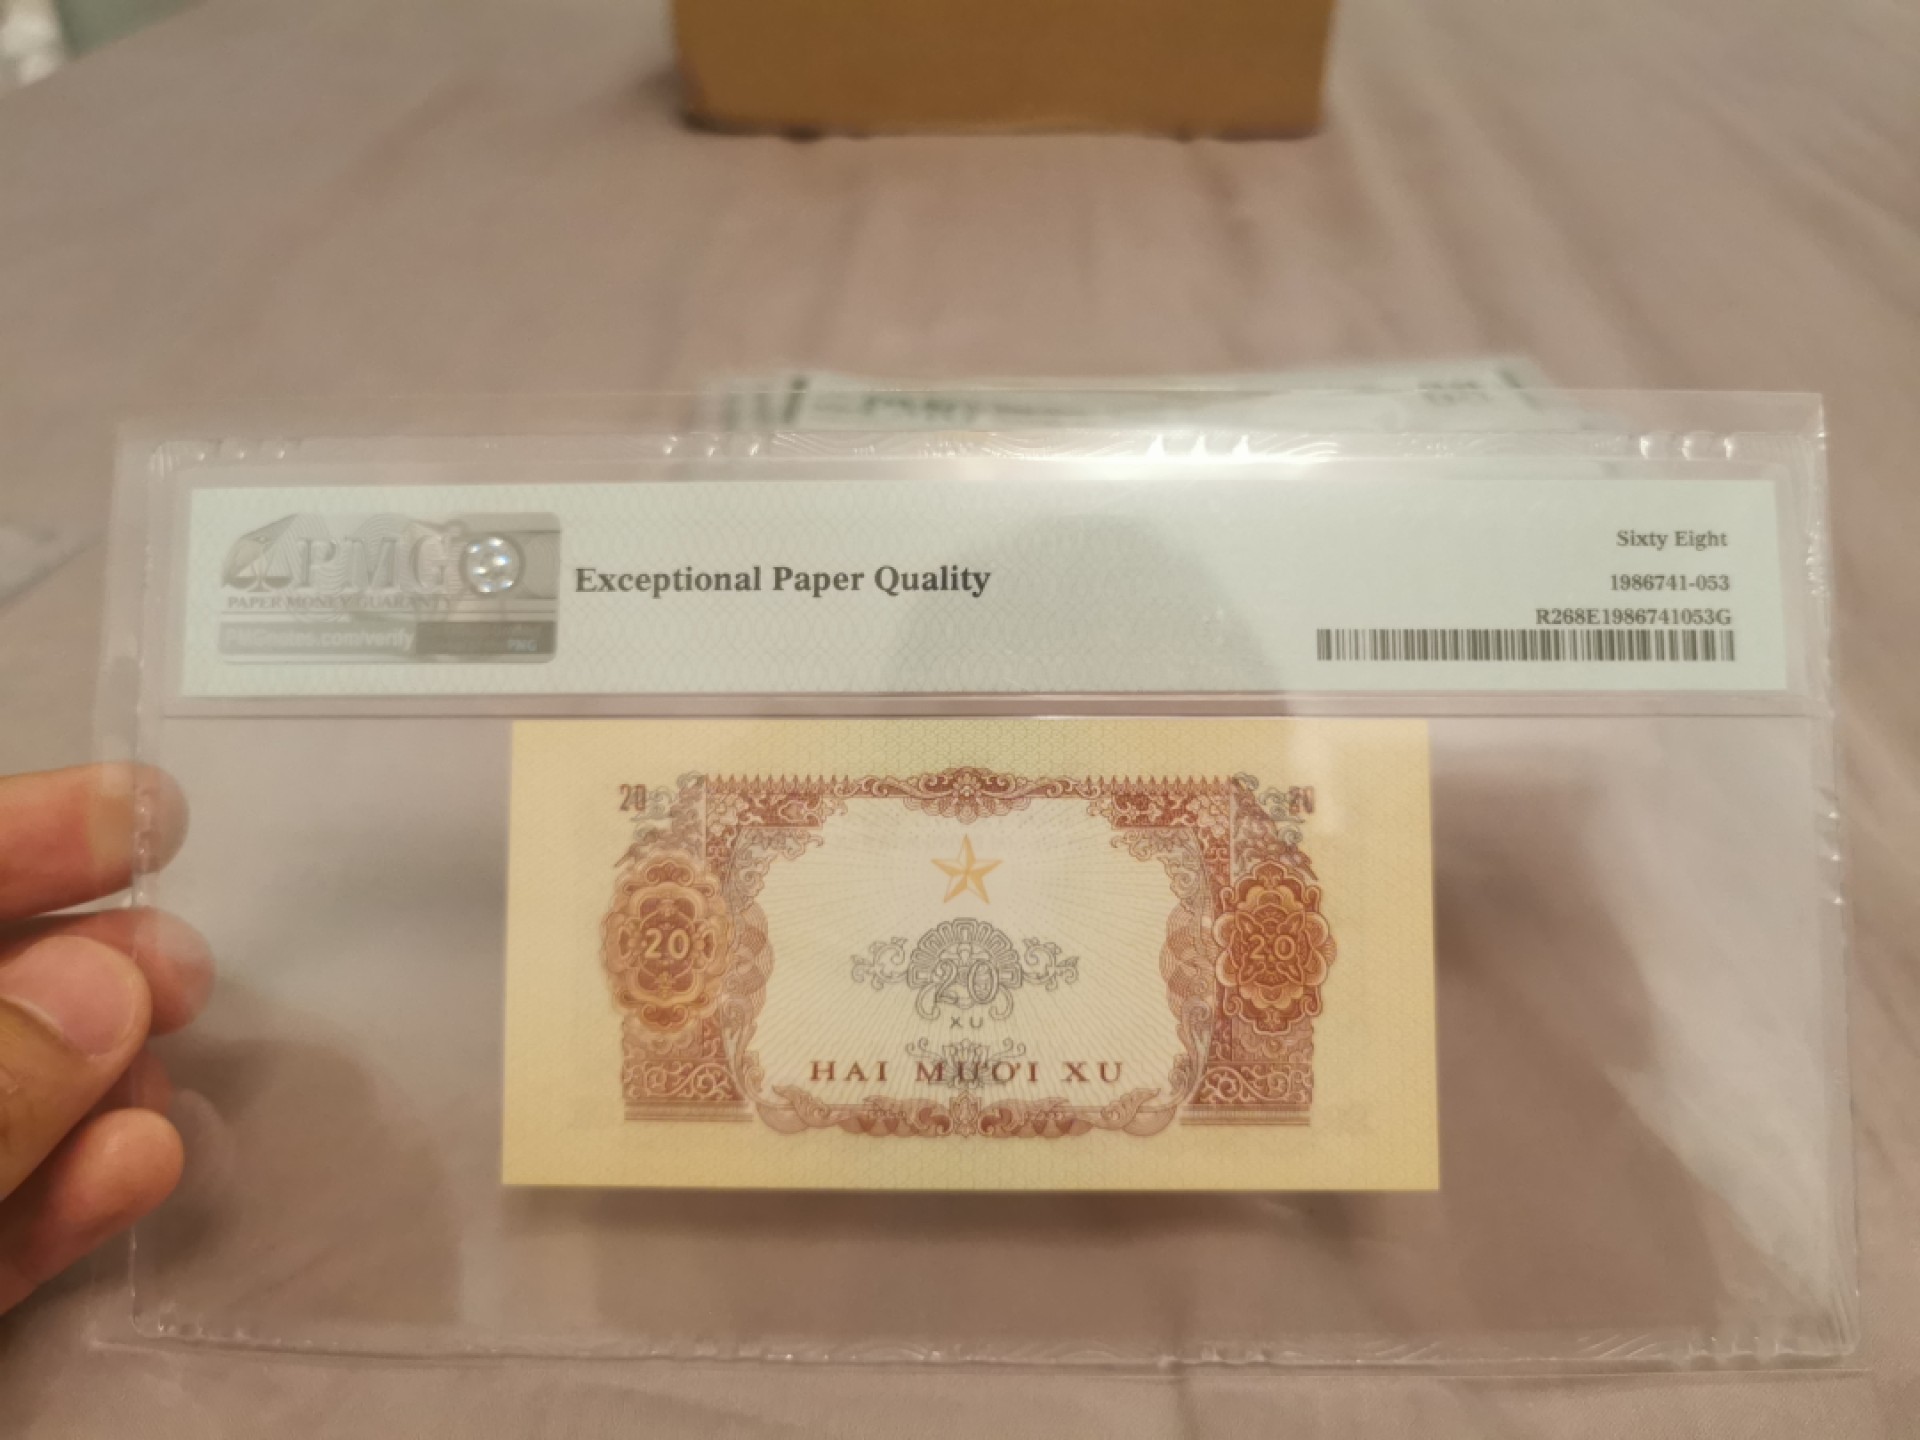 PMG
PAPER MONEY GUARANTY
PMGnotes.com/verify
PMG
Exceptional Paper Quality
Sixty Eight
1986741-053
R268E1986741053G
20
20
20
20
20
XU
HAI MƯƠI XU